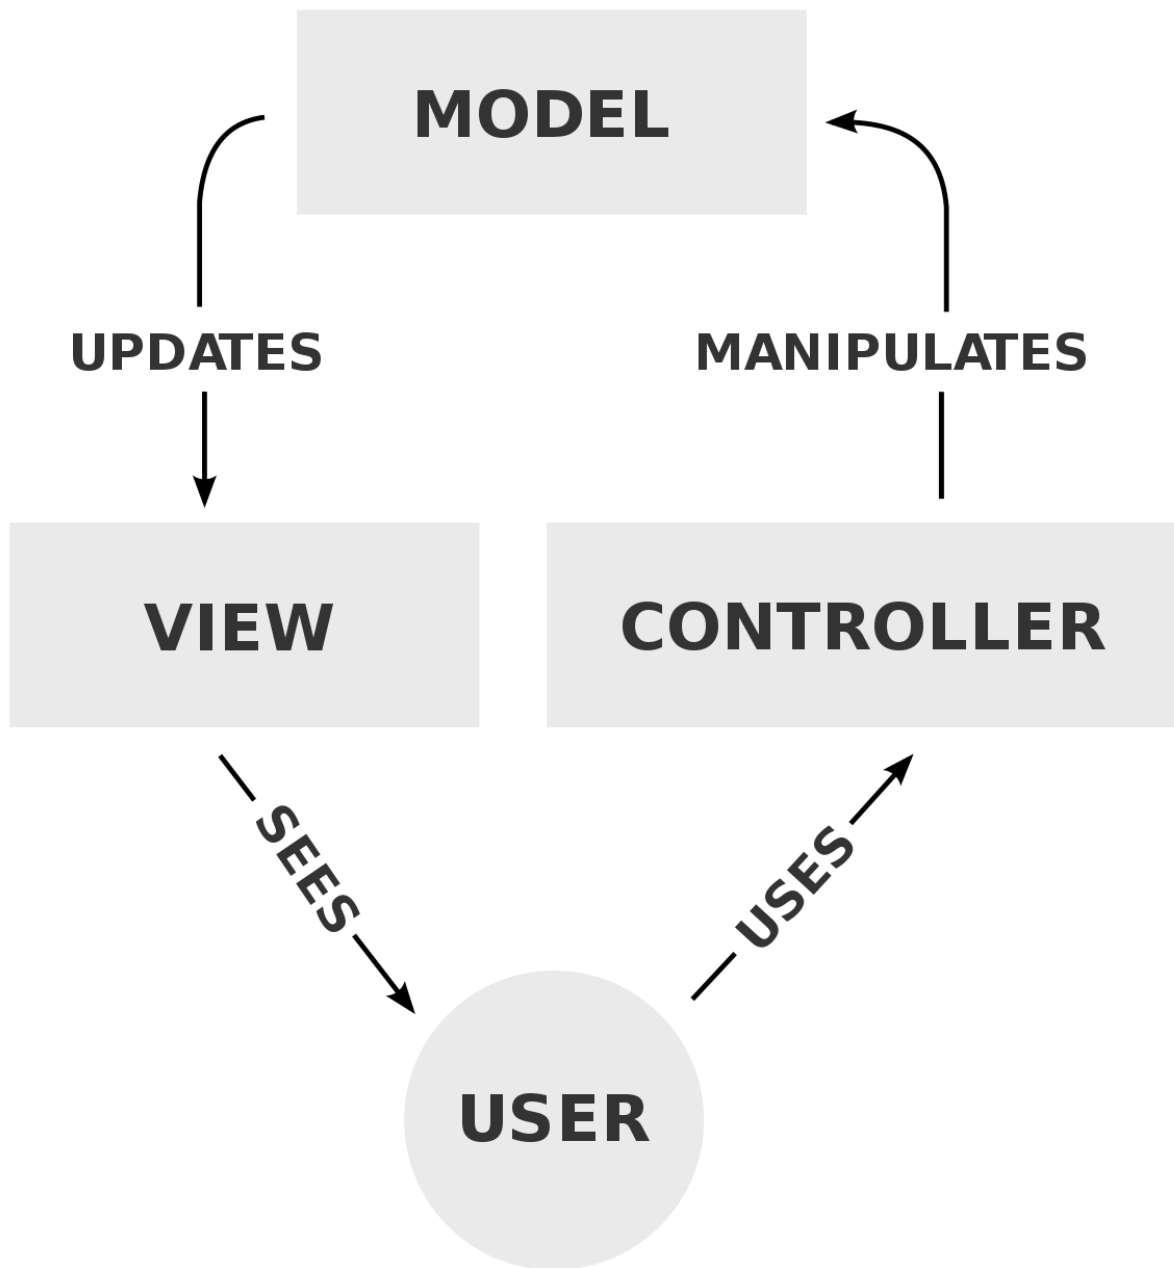 MODEL
UPDATES
MANIPULATES
VIEW
CONTROLLER
SEES
USES
USER